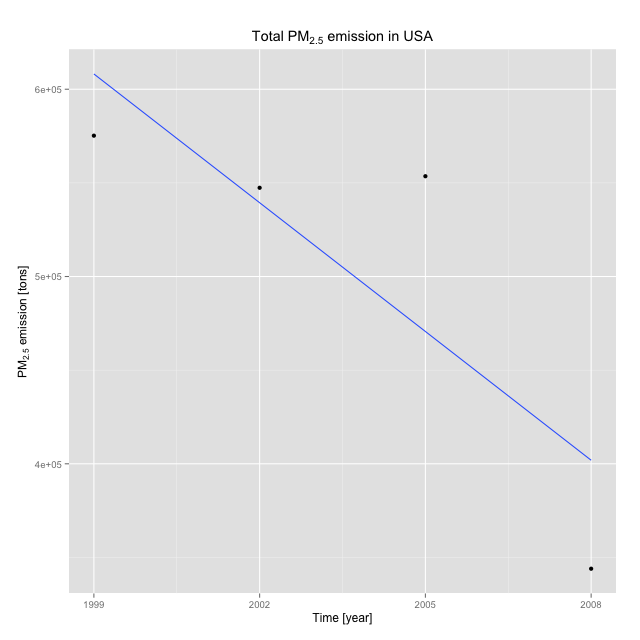 Total PM2.5 emission in USA
PM2.5 emission [tons]
6e+05
5e+05
4e+05
1999 2002 2005 2008
Time [year]